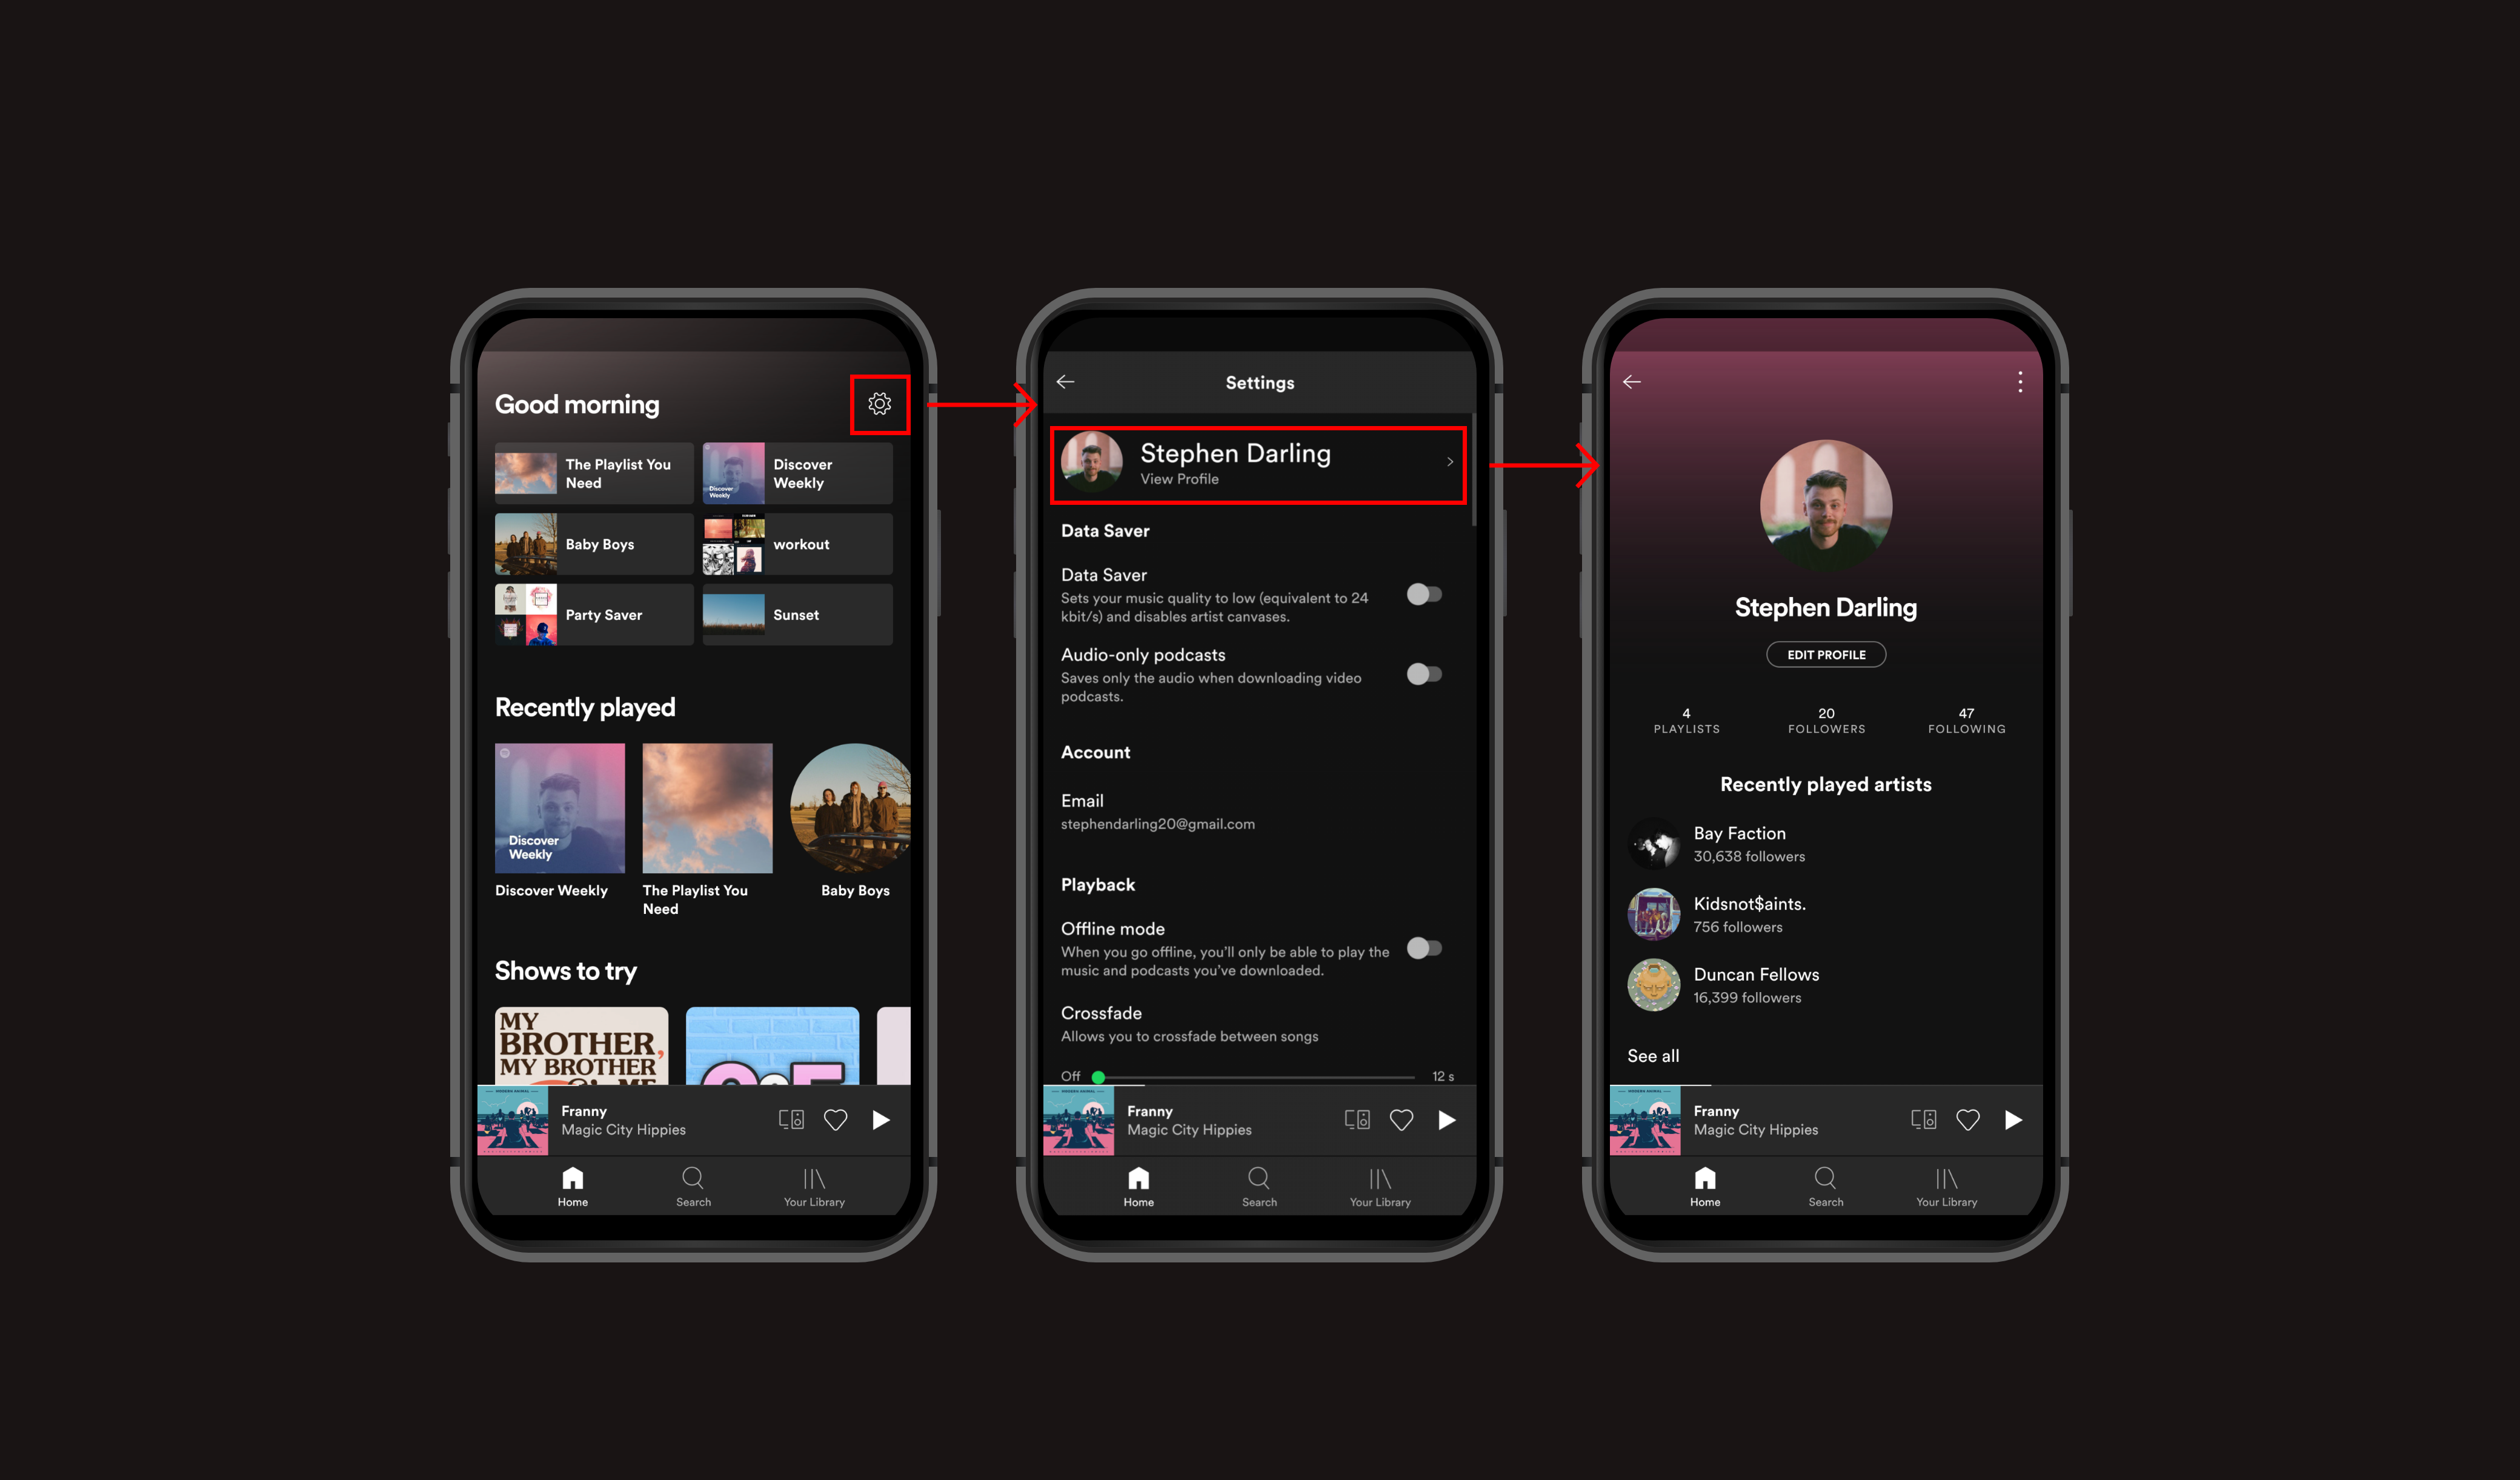 Good morning
The Playlist You
Need
Discover
Weekly
Discover
Weekly
Baby Boys
workout
Party Saver
Sunset
Recently played
Discover
Weekly
Discover Weekly
The Playlist You
Need
Baby Boys
Shows to try
MY
BROTHER,
MY BROTHER
Franny
Magic City Hippies
Home
Search
Your Library
Settings
Stephen Darling
View Profile
Data Saver
Data Saver
Sets your music quality to low (equivalent to 24
kbit/s) and disables artist canvases.
Audio-only podcasts
Saves only the audio when downloading video
podcasts.
Account
Email
stephendarling20@gmail.com
Playback
Offline mode
When you go offline, you’ll only be able to play the
music and podcasts you’ve downloaded.
Crossfade
Allows you to crossfade between songs
Off
12 s
Franny
Magic City Hippies
Home
Search
Your Library
Stephen Darling
EDIT PROFILE
4
PLAYLISTS
20
FOLLOWERS
47
FOLLOWING
Recently played artists
Bay Faction
30,638 followers
Kidsnot$aints.
756 followers
Duncan Fellows
16,399 followers
See all
Franny
Magic City Hippies
Home
Search
Your Library